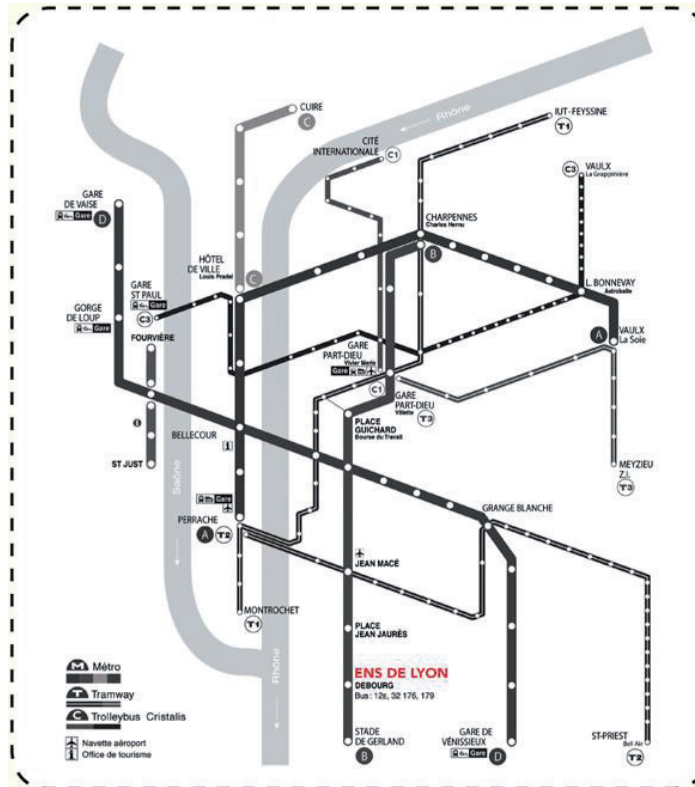 CUIRE
C
Rhône
IUT-FEYSSINE
T1
CITÉ
INTERNATIONALE
C1
C3
VAULX
La Grappinière
GARE
DE VAISE
Gare
D
CHARPENNES
Charles Hernu
B
HÔTEL
DE VILLE
Louis Pradel
C
GARE
ST PAUL
Gare
C3
L. BONNEVAY
Astroballe
GORGE
DE LOUP
Gare
A
VAULX
La Soie
FOURVIÈRE
GARE
PART-DIEU
Vivier Merle
Gare
C1
GARE
PART-DIEU
Villette
T3
PLACE
GUICHARD
Bourse du Travail
BELLECOUR
ST JUST
Saône
MEYZIEU
Z.I.
T3
Gare
PERRACHE
A
T2
GRANGE BLANCHE
JEAN MACÉ
MONTROCHET
T1
PLACE
JEAN JAURÈS
Rhône
ENS DE LYON
DEBOURG
Bus : 12E, 32 176, 179
M Métro
T Tramway
C Trolleybus Cristalis
Navette aéroport
Office de tourisme
STADE
DE GERLAND
B
GARE DE
VÉNISSIEUX
Gare
D
ST-PRIEST
Bel Air
T2